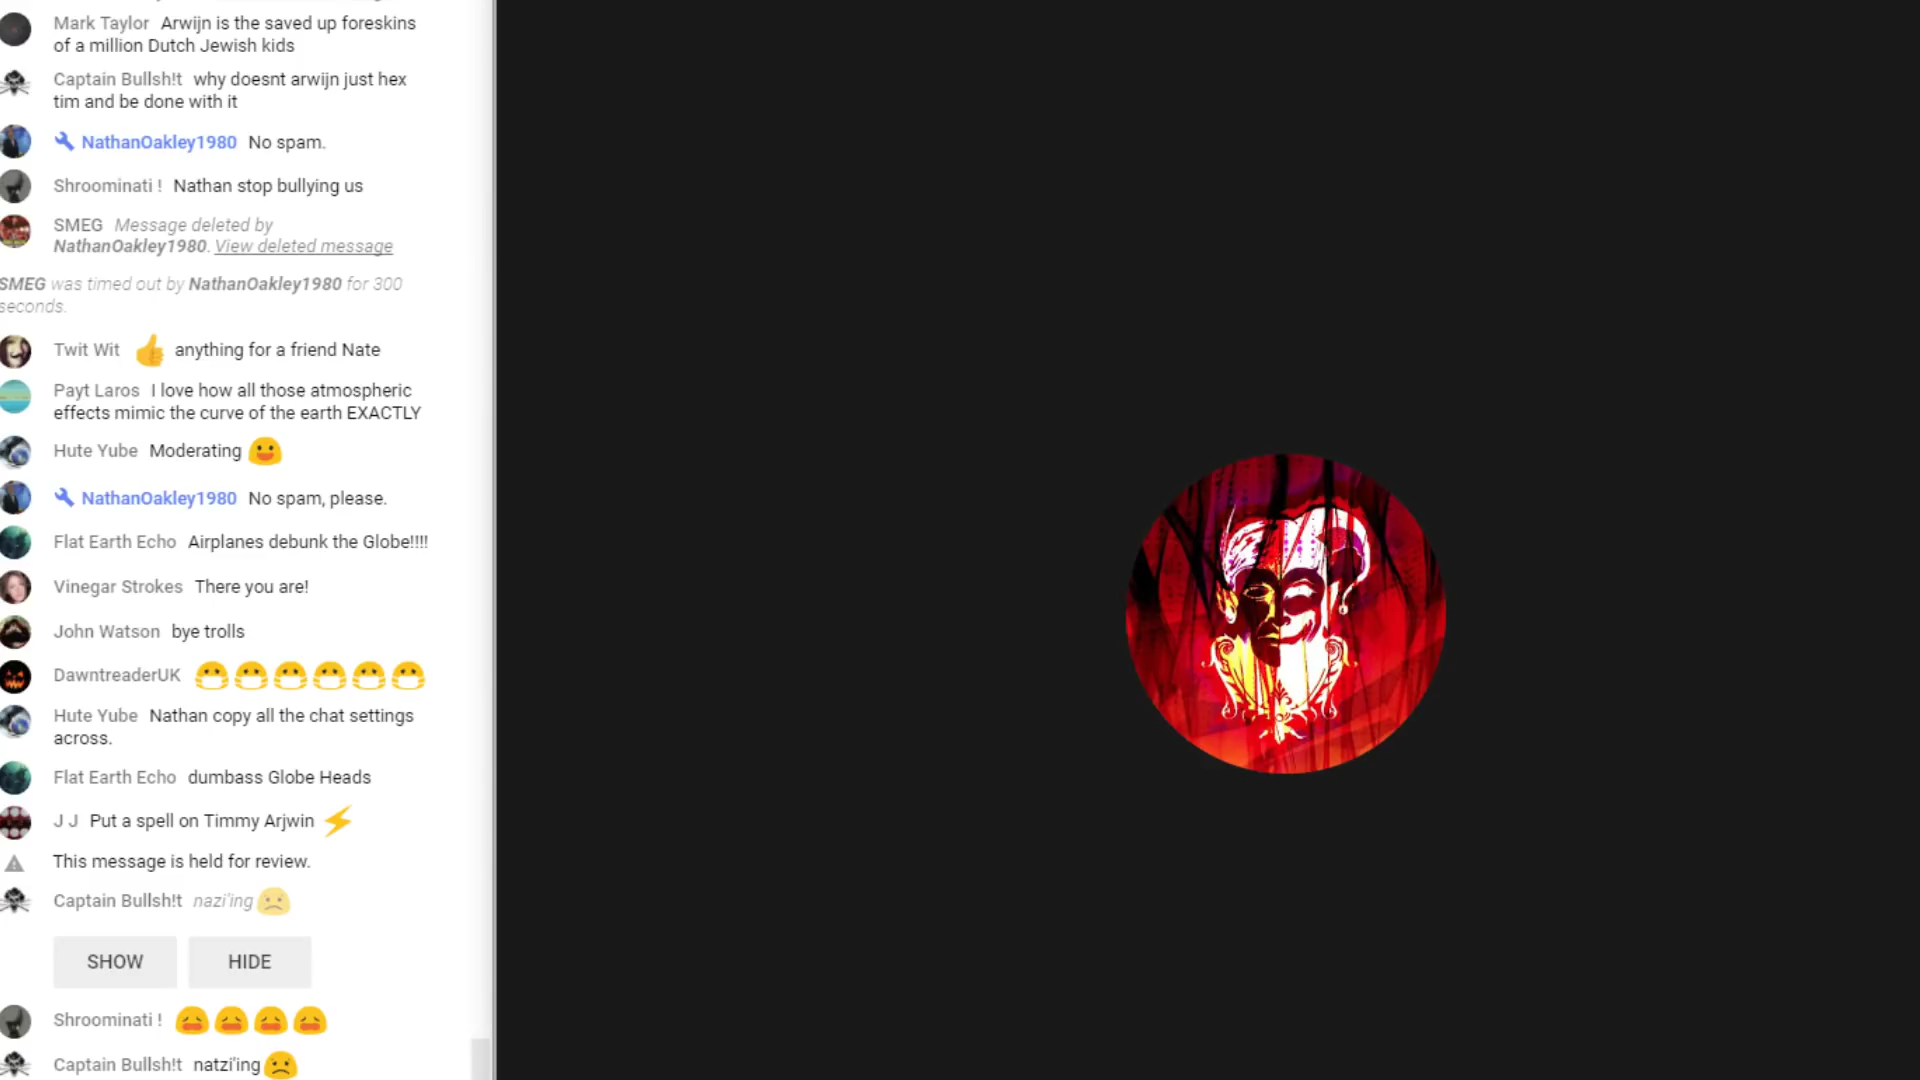 Mark Taylor Arwijn is the saved up foreskins
of a million Dutch Jewish kids
Captain Bullsh!t why doesnt arwijn just hex
tim and be done with it
NathanOakley1980 No spam.
Shroominati ! Nathan stop bullying us
SMEG Message deleted by
NathanOakley1980. View deleted message
SMEG was timed out by NathanOakley1980 for 300
seconds.
Twit Wit 👍 anything for a friend Nate
Payt Laros I love how all those atmospheric
effects mimic the curve of the earth EXACTLY
Hute Yube Moderating 😃
NathanOakley1980 No spam, please.
Flat Earth Echo Airplanes debunk the Globe!!!!
Vinegar Strokes There you are!
John Watson bye trolls
DawntreaderUK 😷😷😷😷😷😷
Hute Yube Nathan copy all the chat settings
across.
Flat Earth Echo dumbass Globe Heads
J J Put a spell on Timmy Arjwin ⚡
This message is held for review.
Captain Bullsh!t nazi'ing 🙁
SHOW HIDE
Shroominati ! 😩😩😩😩
Captain Bullsh!t natzi'ing 🙁